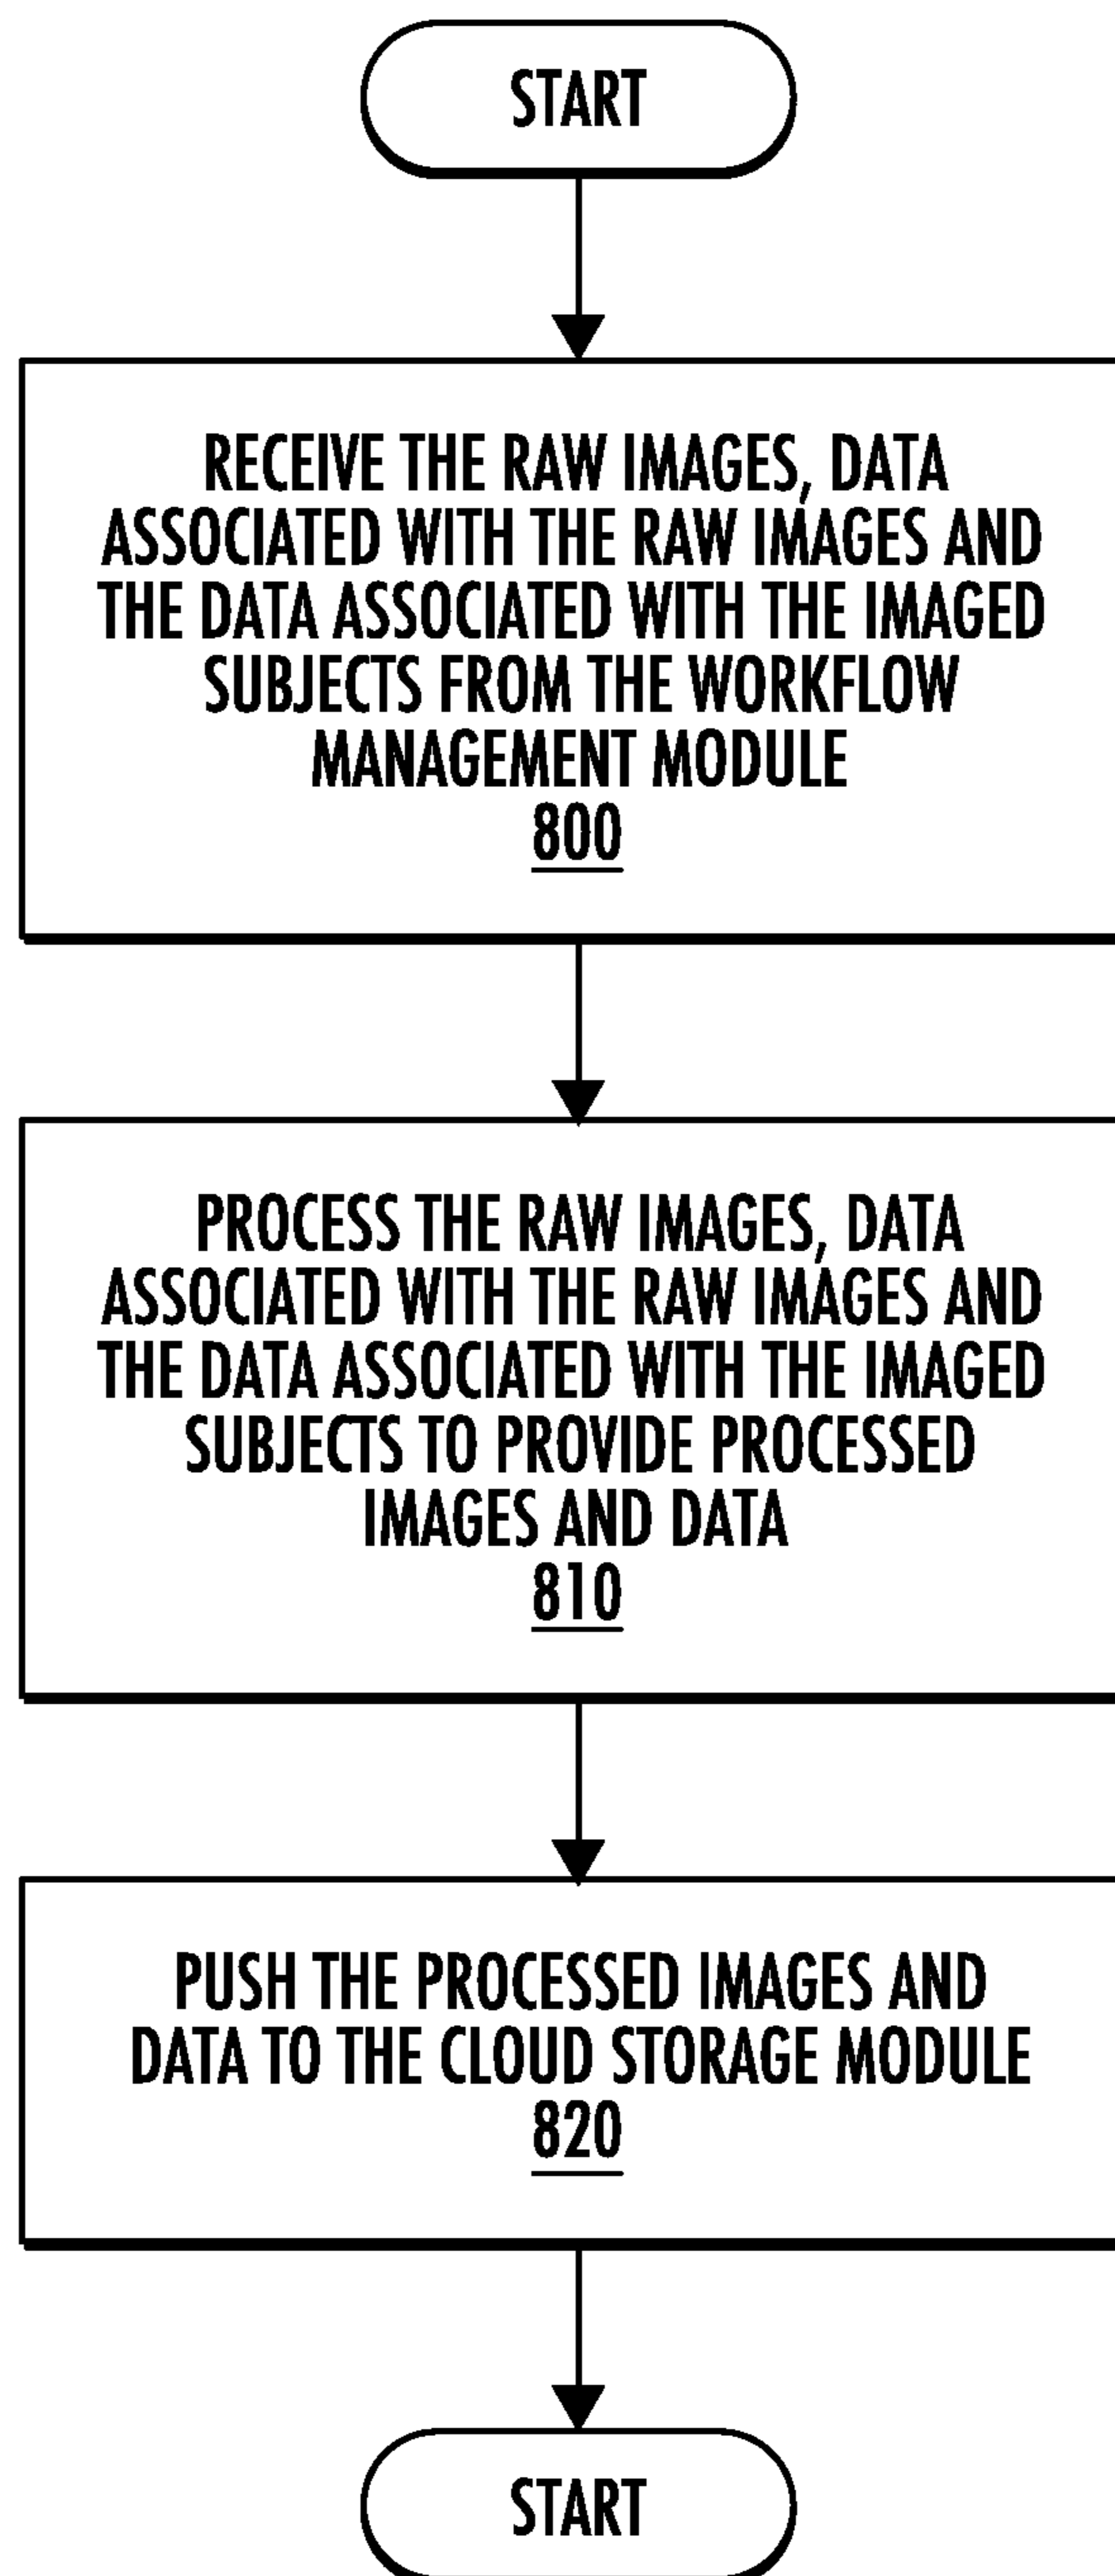 START
RECEIVE THE RAW IMAGES, DATA
ASSOCIATED WITH THE RAW IMAGES AND
THE DATA ASSOCIATED WITH THE IMAGED
SUBJECTS FROM THE WORKFLOW
MANAGEMENT MODULE
800
PROCESS THE RAW IMAGES, DATA
ASSOCIATED WITH THE RAW IMAGES AND
THE DATA ASSOCIATED WITH THE IMAGED
SUBJECTS TO PROVIDE PROCESSED
IMAGES AND DATA
810
PUSH THE PROCESSED IMAGES AND
DATA TO THE CLOUD STORAGE MODULE
820
START